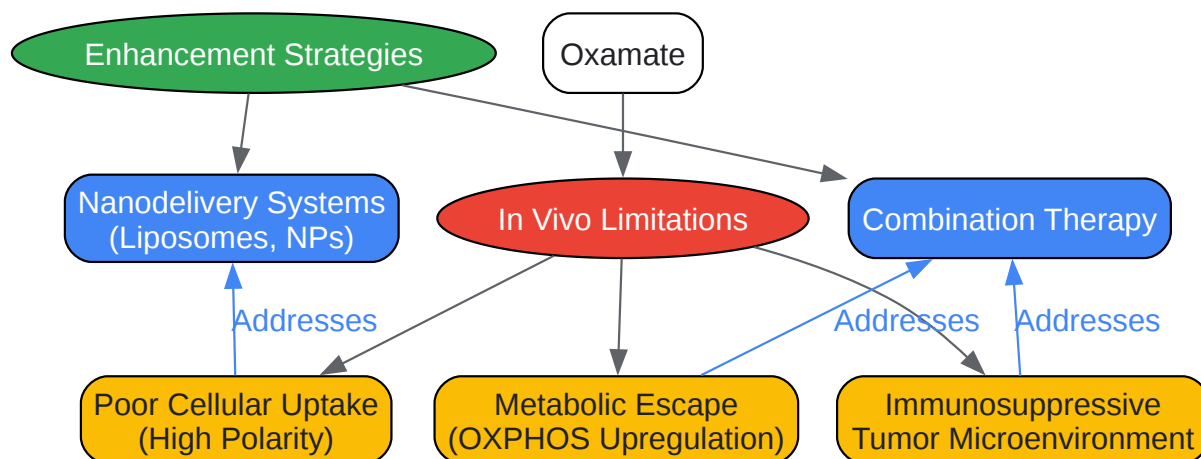 Enhancement Strategies
Oxamate
Nanodelivery Systems
(Liposomes, NPs)
In Vivo Limitations
Combination Therapy
Addresses
Addresses
Addresses
Poor Cellular Uptake
(High Polarity)
Metabolic Escape
(OXPHOS Upregulation)
Immunosuppressive
Tumor Microenvironment